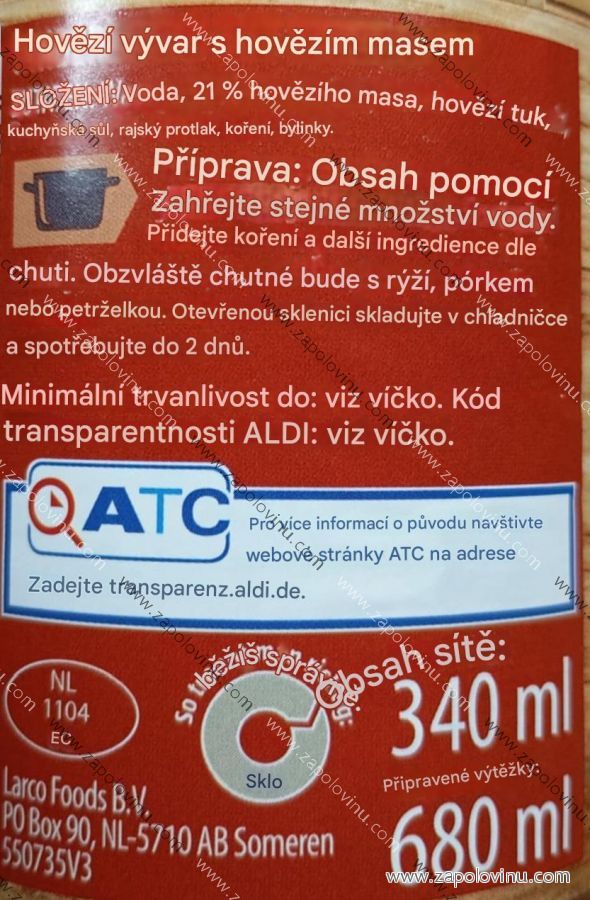 Hovězí vývar s hovězím masem
SLOŽENÍ: Voda, 21 % hovězího masa, hovězí tuk,
kuchyňská sůl, rajský protlak, koření, bylinky.
Příprava: Obsah pomocí
Zahřejte stejné množství vody.
Přidejte koření a další ingredience dle
chuti. Obzvláště chutné bude s rýží, pórkem
nebo petrželkou. Otevřenou sklenici skladujte v chladničce
a spotřebujte do 2 dnů.
Minimální trvanlivost do: viz víčko. Kód
transparentnosti ALDI: viz víčko.
ATC
Pro více informací o původu navštivte
webové stránky ATC na adrese
Zadejte transparenz.aldi.de.
NL
1104
EG
Sklo
Obsah sítě:
340 ml
Připravené výtěžky:
680 ml
Larco Foods B.V.
PO Box 90, NL-5710 AB Someren
550735V3
www.zapolovinu.com